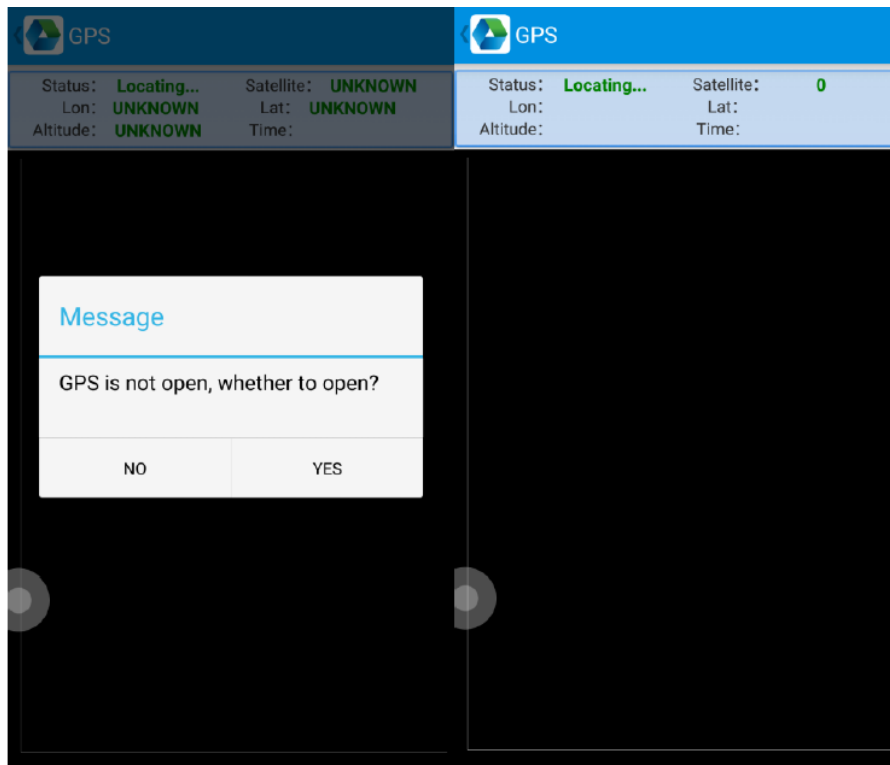 GPS
Status: Locating... Satellite: UNKNOWN
Lon: UNKNOWN Lat: UNKNOWN
Altitude: UNKNOWN Time:
Message
GPS is not open, whether to open?
NO YES
GPS
Status: Locating... Satellite: 0
Lon: Lat:
Altitude: Time: